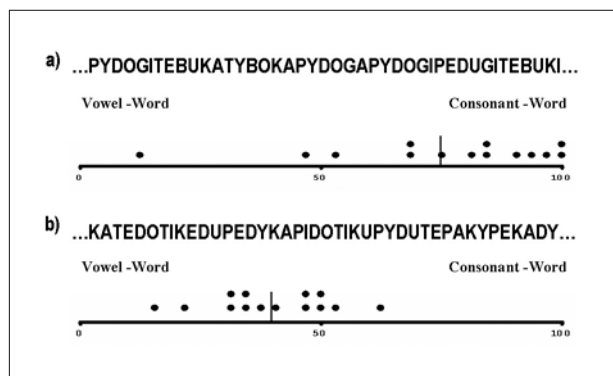 a) ...PYDOGITEBUKATYBOKAPYDOGAPYDOGIPEDUGITEBUKI...
Vowel -Word Consonant -Word
0 50 100
b) ...KATEDOTIKEDUPEDYKAPIDOTIKUPYDUTEPAKYPEKADY...
Vowel -Word Consonant -Word
0 50 100